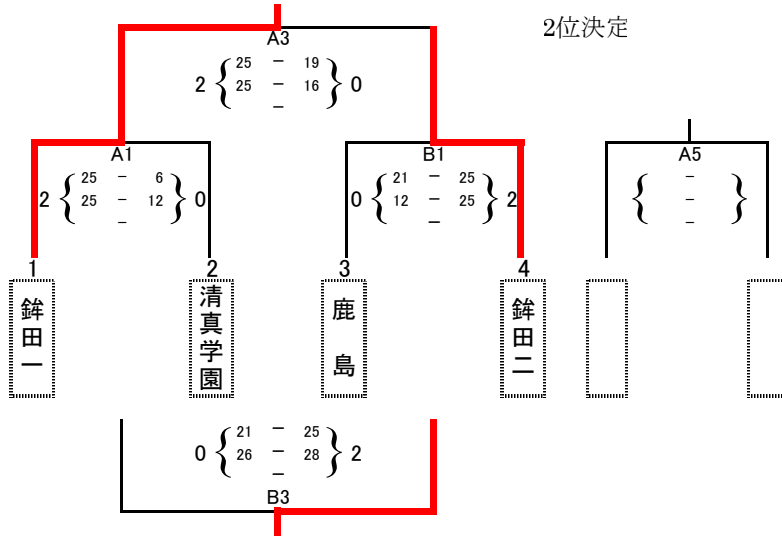 2位決定
A3
2 { 25 - 19 } 0
25 - 16
-
A1
2 { 25 - 6 } 0
25 - 12
-
B1
0 { 21 - 25 } 2
12 - 25
-
A5
{ - }
-
-
1
2
3
4
鉾田一
清真学園
鹿島
鉾田二
0 { 21 - 25 } 2
26 - 28
-
B3